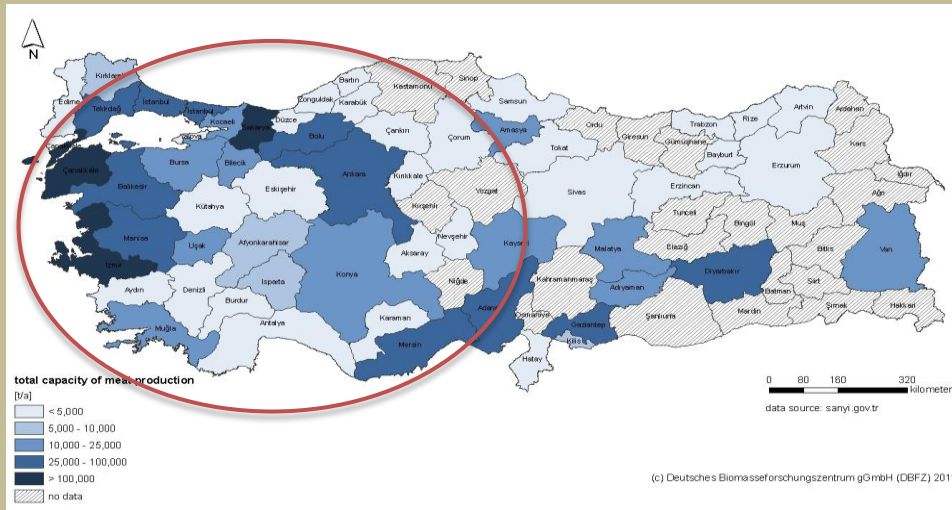 N
Kırklareli
Edirne
Tekirdağ
İstanbul
İstanbul
Kocaeli
Yalova
Sakarya
Düzce
Zonguldak
Bartın
Karabük
Kastamonu
Sinop
Samsun
Ordu
Giresun
Trabzon
Rize
Artvin
Ardahan
Kars
Gümüşhane
Bayburt
Erzurum
Iğdır
Ağrı
Çanakkale
Çanakkale
Balıkesir
Bursa
Bilecik
Bolu
Çankırı
Çorum
Amasya
Tokat
Ankara
Kırıkkale
Yozgat
Sivas
Erzincan
Eskişehir
Kütahya
Kırşehir
Tunceli
Bingöl
Muş
Manisa
Uşak
Afyonkarahisar
Nevşehir
Kayseri
Malatya
Elazığ
Bitlis
Van
İzmir
Aksaray
Konya
Isparta
Niğde
Kahramanmaraş
Adıyaman
Diyarbakır
Batman
Siirt
Aydın
Denizli
Burdur
Adana
Osmaniye
Gaziantep
Şanlıurfa
Mardin
Şırnak
Hakkari
Muğla
Antalya
Karaman
Mersin
Kilis
Hatay
total capacity of meat production
[t/a]
< 5,000
5,000 - 10,000
10,000 - 25,000
25,000 - 100,000
> 100,000
no data
0 80 160 320
kilometer
data source: sanyi.gov.tr
(c) Deutsches Biomasseforschungszentrum gGmbH (DBFZ)